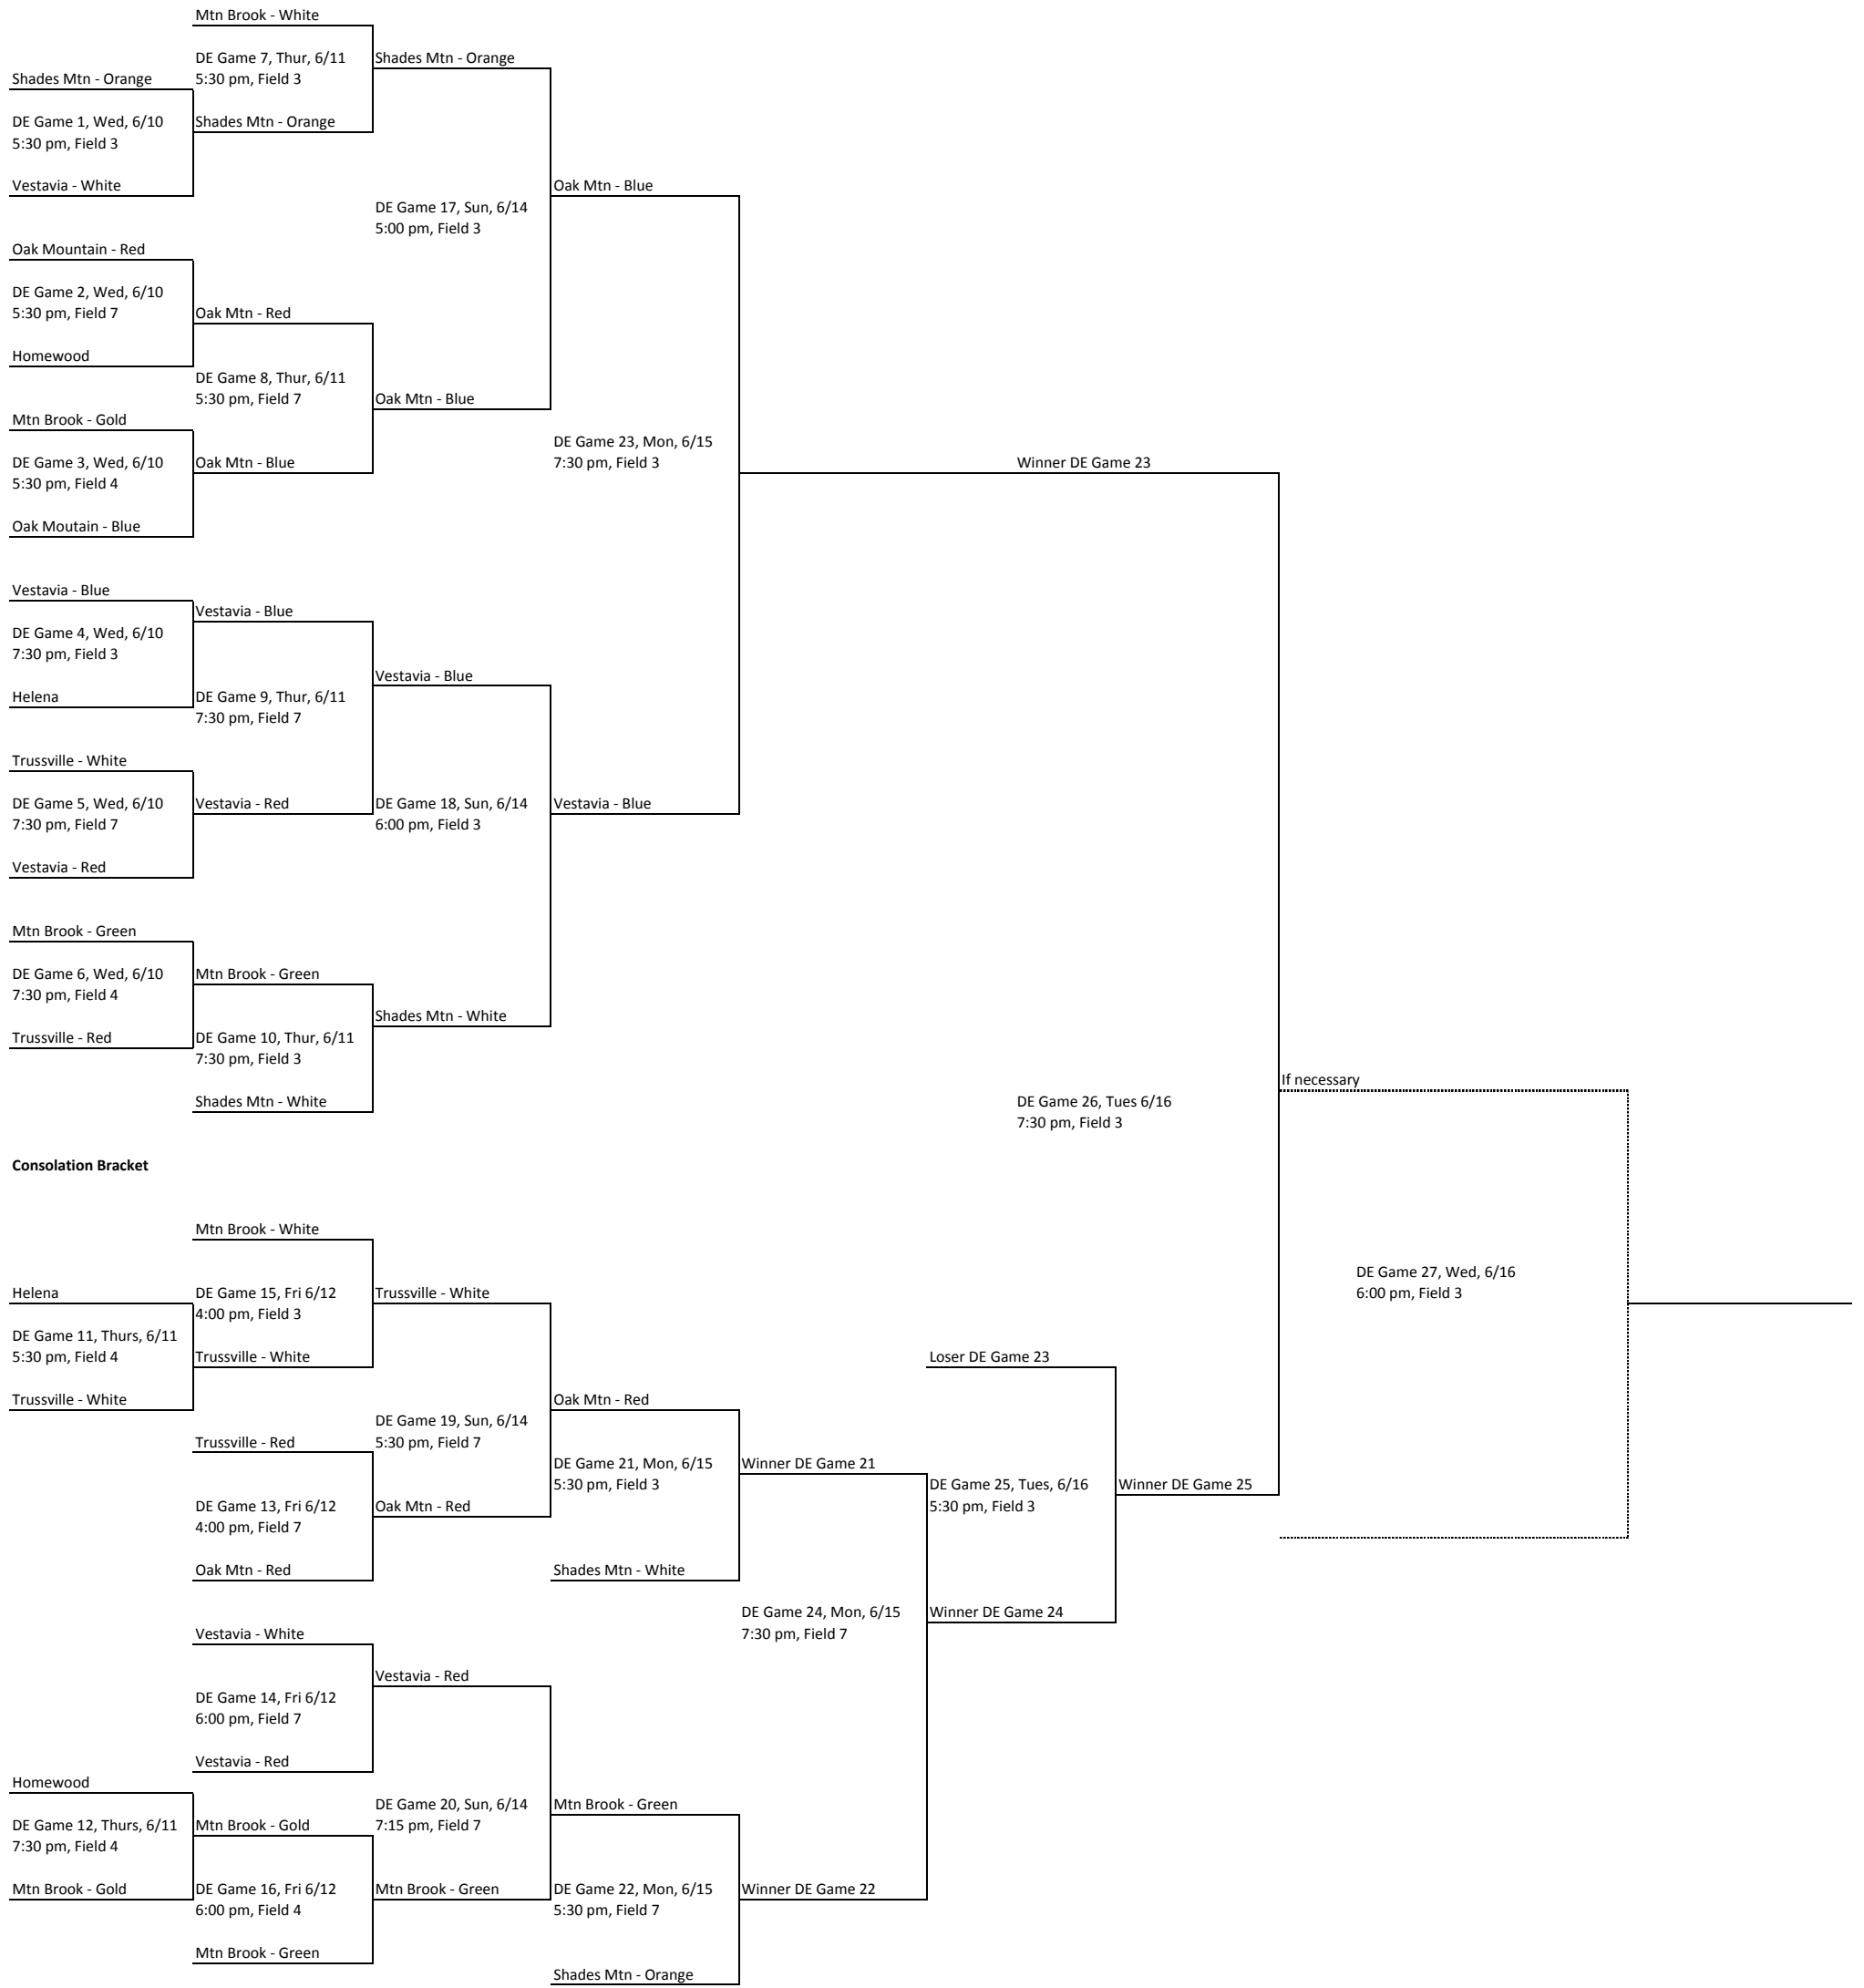 Mtn Brook - White
DE Game 7, Thur, 6/11
5:30 pm, Field 3
Shades Mtn - Orange
Shades Mtn - Orange
DE Game 1, Wed, 6/10
5:30 pm, Field 3
Shades Mtn - Orange
Vestavia - White
Oak Mtn - Blue
DE Game 17, Sun, 6/14
5:00 pm, Field 3
Oak Mountain - Red
DE Game 2, Wed, 6/10
5:30 pm, Field 7
Oak Mtn - Red
Homewood
DE Game 8, Thur, 6/11
5:30 pm, Field 7
Oak Mtn - Blue
Mtn Brook - Gold
DE Game 23, Mon, 6/15
7:30 pm, Field 3
DE Game 3, Wed, 6/10
5:30 pm, Field 4
Oak Mtn - Blue
Winner DE Game 23
Oak Moutain - Blue
Vestavia - Blue
Vestavia - Blue
DE Game 4, Wed, 6/10
7:30 pm, Field 3
Vestavia - Blue
Helena
DE Game 9, Thur, 6/11
7:30 pm, Field 7
Trussville - White
DE Game 5, Wed, 6/10
7:30 pm, Field 7
Vestavia - Red
DE Game 18, Sun, 6/14
6:00 pm, Field 3
Vestavia - Blue
Vestavia - Red
Mtn Brook - Green
DE Game 6, Wed, 6/10
7:30 pm, Field 4
Mtn Brook - Green
Shades Mtn - White
Trussville - Red
DE Game 10, Thur, 6/11
7:30 pm, Field 3
If necessary
Shades Mtn - White
DE Game 26, Tues 6/16
7:30 pm, Field 3
Consolation Bracket
Mtn Brook - White
DE Game 27, Wed, 6/16
6:00 pm, Field 3
Helena
DE Game 15, Fri 6/12
4:00 pm, Field 3
Trussville - White
DE Game 11, Thurs, 6/11
5:30 pm, Field 4
Trussville - White
Loser DE Game 23
Trussville - White
Oak Mtn - Red
DE Game 19, Sun, 6/14
5:30 pm, Field 7
Trussville - Red
DE Game 21, Mon, 6/15
5:30 pm, Field 3
Winner DE Game 21
DE Game 25, Tues, 6/16
5:30 pm, Field 3
Winner DE Game 25
DE Game 13, Fri 6/12
4:00 pm, Field 7
Oak Mtn - Red
Oak Mtn - Red
Shades Mtn - White
DE Game 24, Mon, 6/15
7:30 pm, Field 7
Winner DE Game 24
Vestavia - White
Vestavia - Red
DE Game 14, Fri 6/12
6:00 pm, Field 7
Vestavia - Red
Homewood
DE Game 20, Sun, 6/14
7:15 pm, Field 7
Mtn Brook - Green
DE Game 12, Thurs, 6/11
7:30 pm, Field 4
Mtn Brook - Gold
Mtn Brook - Gold
DE Game 16, Fri 6/12
6:00 pm, Field 4
Mtn Brook - Green
DE Game 22, Mon, 6/15
5:30 pm, Field 7
Winner DE Game 22
Mtn Brook - Green
Shades Mtn - Orange